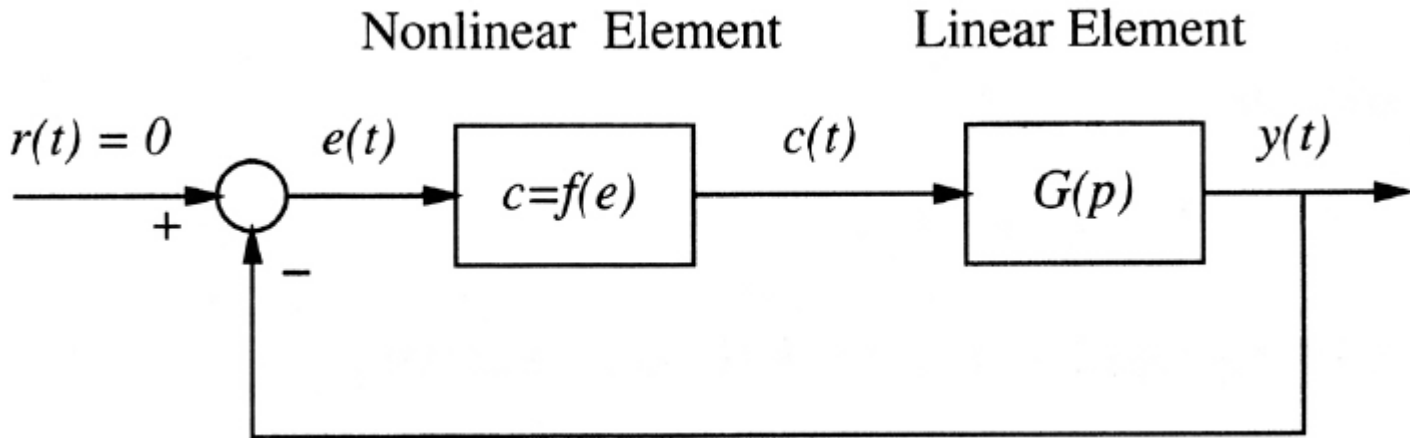 Nonlinear Element Linear Element
r(t) = 0 e(t) c(t) y(t)
c=f(e) G(p)
+
−